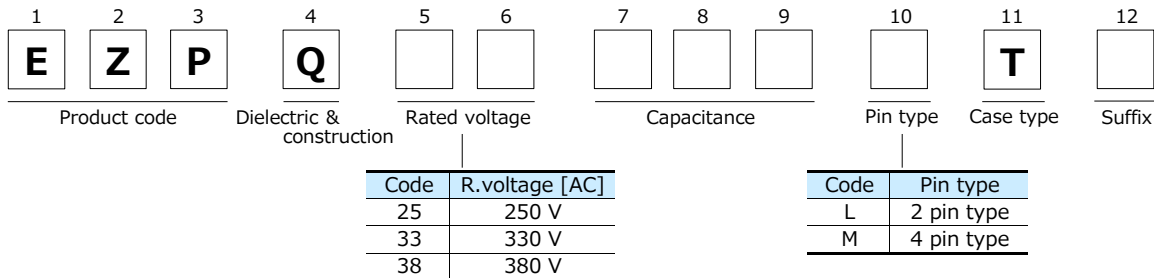 1 2 3 4 5 6 7 8 9 10 11 12
E Z P Q T
Product code Dielectric & construction Rated voltage Capacitance Pin type Case type Suffix
Code R.voltage [AC]
25 250 V
33 330 V
38 380 V
Code Pin type
L 2 pin type
M 4 pin type